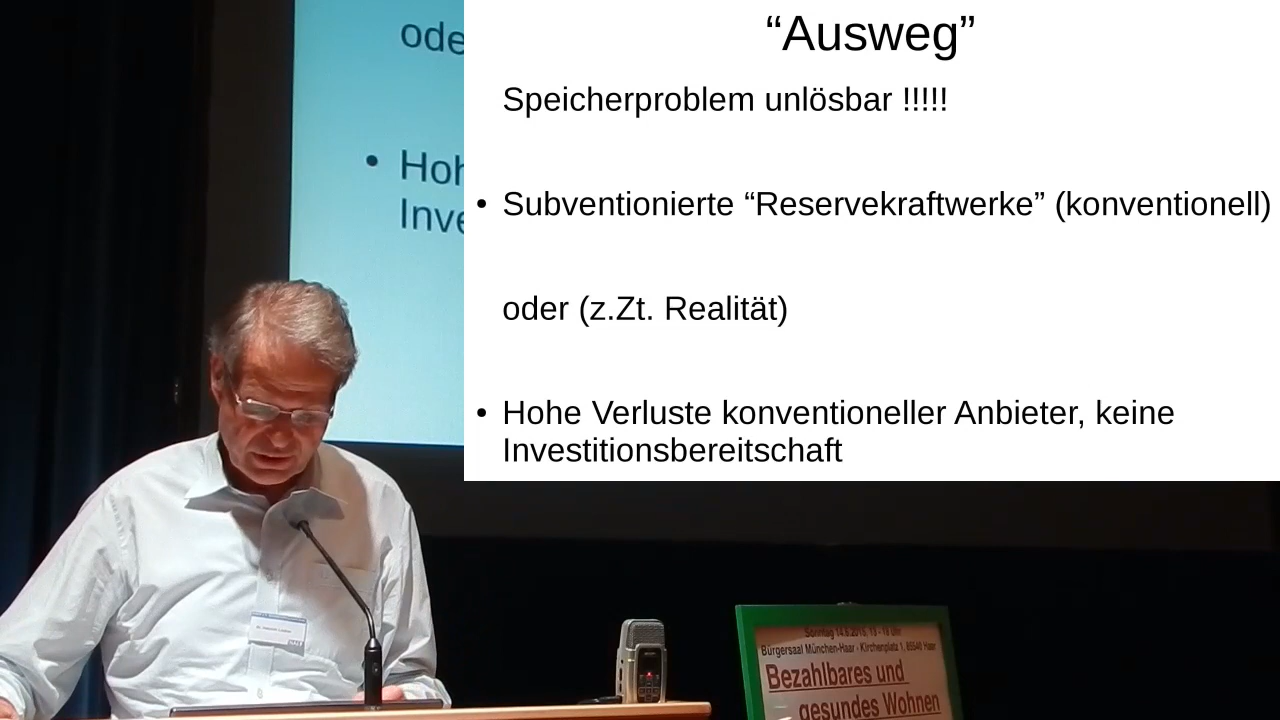 “Ausweg”
Speicherproblem unlösbar !!!!!
• Subventionierte “Reservekraftwerke” (konventionell)
oder (z.Zt. Realität)
• Hohe Verluste konventioneller Anbieter, keine
Investitionsbereitschaft
ode
• Hoh
Inve
Bürgersaal München-Haar - Kirchenplatz 1, 85540 Haar
Bezahlbares und
gesundes Wohnen